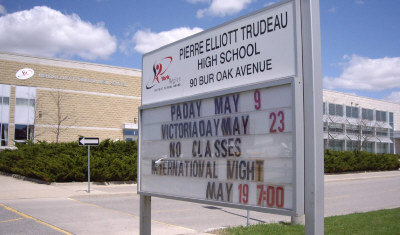 PIERRE ELLIOTT TRUDEAU
HIGH SCHOOL
90 BUR OAK AVENUE
York
PADAY MAY 9
VICTORIADAYMAY 23
NO CLASSES
INTERNATIONAL NIGHT
MAY 19 7:00